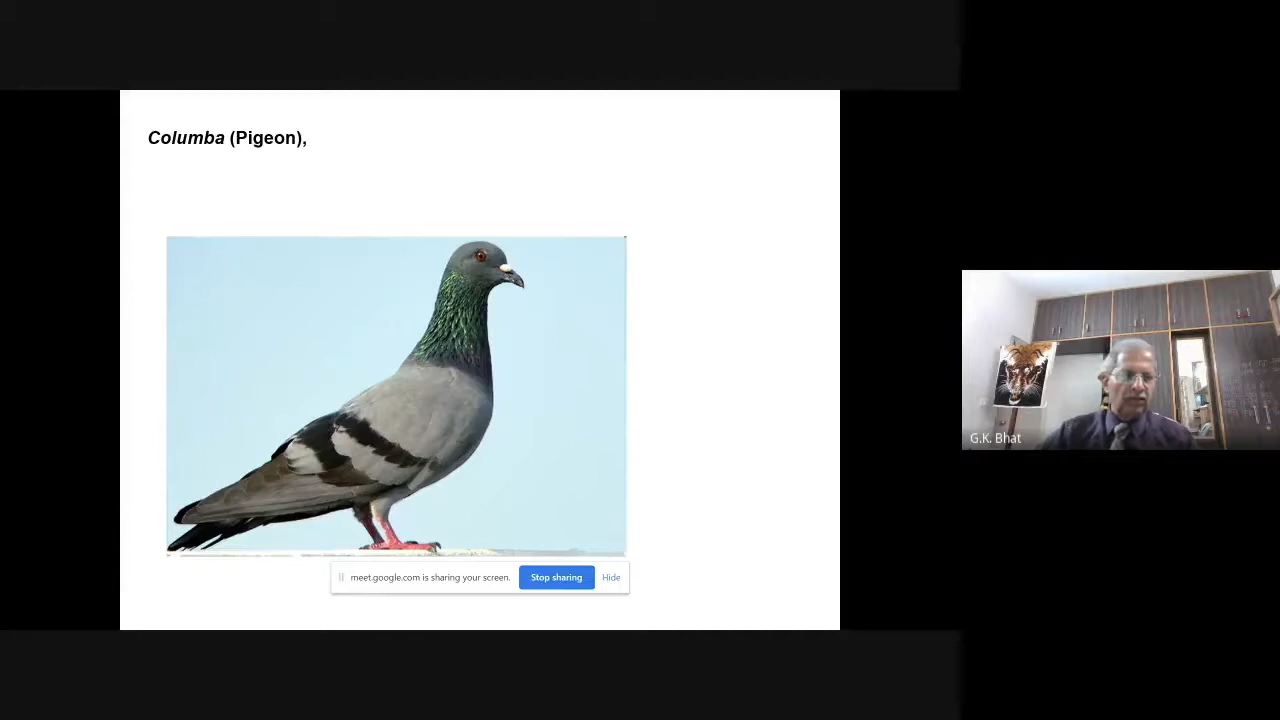 Columba (Pigeon),
G.K. Bhat
meet.google.com is sharing your screen. Stop sharing Hide